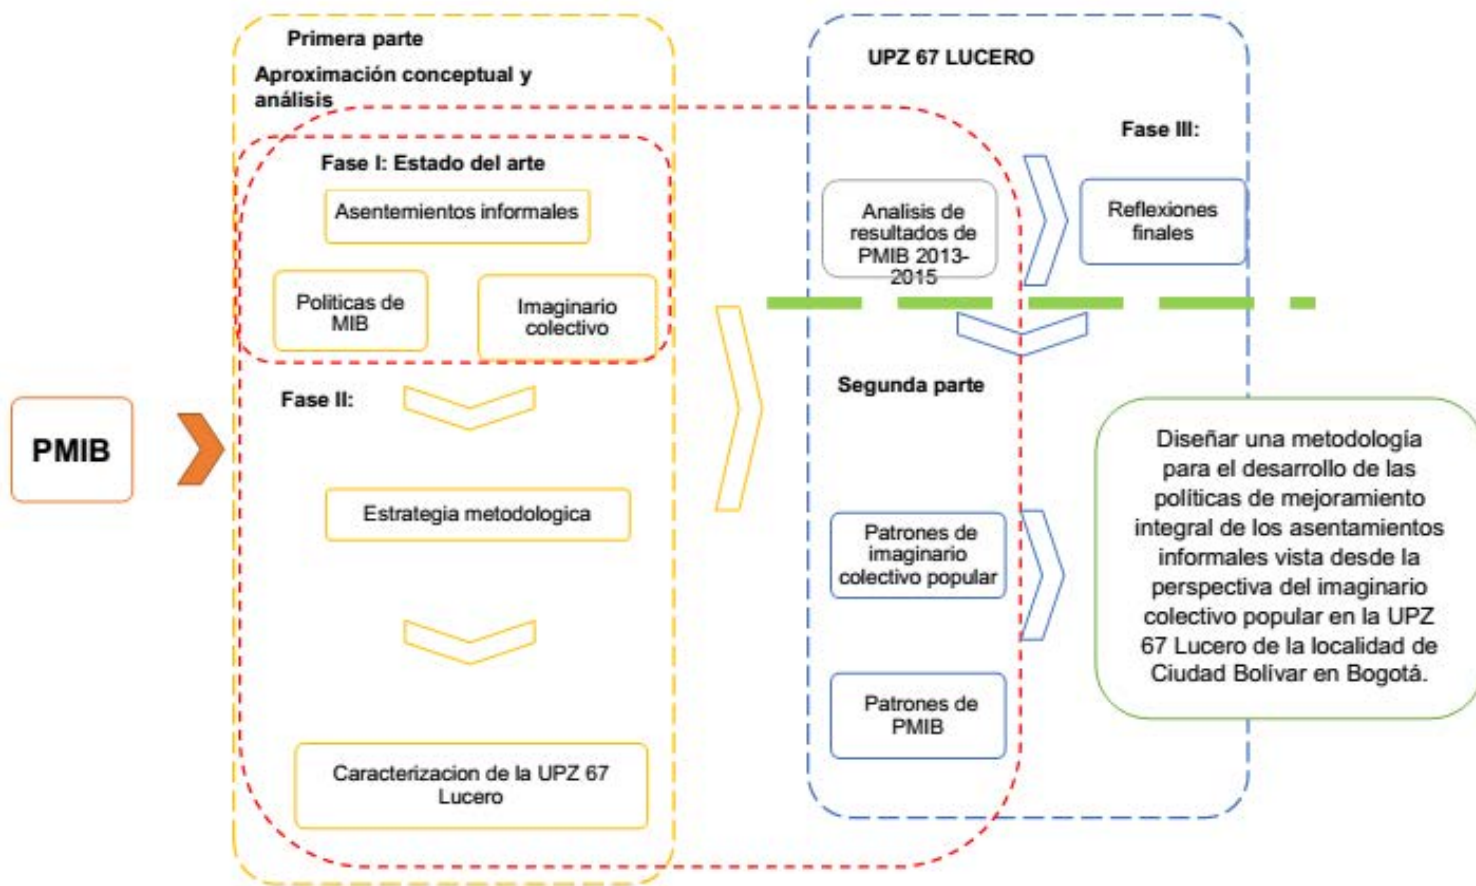 PMIB
Primera parte
Aproximación conceptual y
análisis
Fase I: Estado del arte
Asentemientos informales
Politicas de
MIB
Imaginario
colectivo
Fase II:
Estrategia metodologica
Caracterizacion de la UPZ 67
Lucero
UPZ 67 LUCERO
Fase III:
Analisis de
resultados de
PMIB 2013-
2015
Reflexiones
finales
Segunda parte
Patrones de
imaginario
colectivo popular
Patrones de
PMIB
Diseñar una metodología
para el desarrollo de las
políticas de mejoramiento
integral de los asentamientos
informales vista desde la
perspectiva del imaginario
colectivo popular en la UPZ
67 Lucero de la localidad de
Ciudad Bolívar en Bogotá.